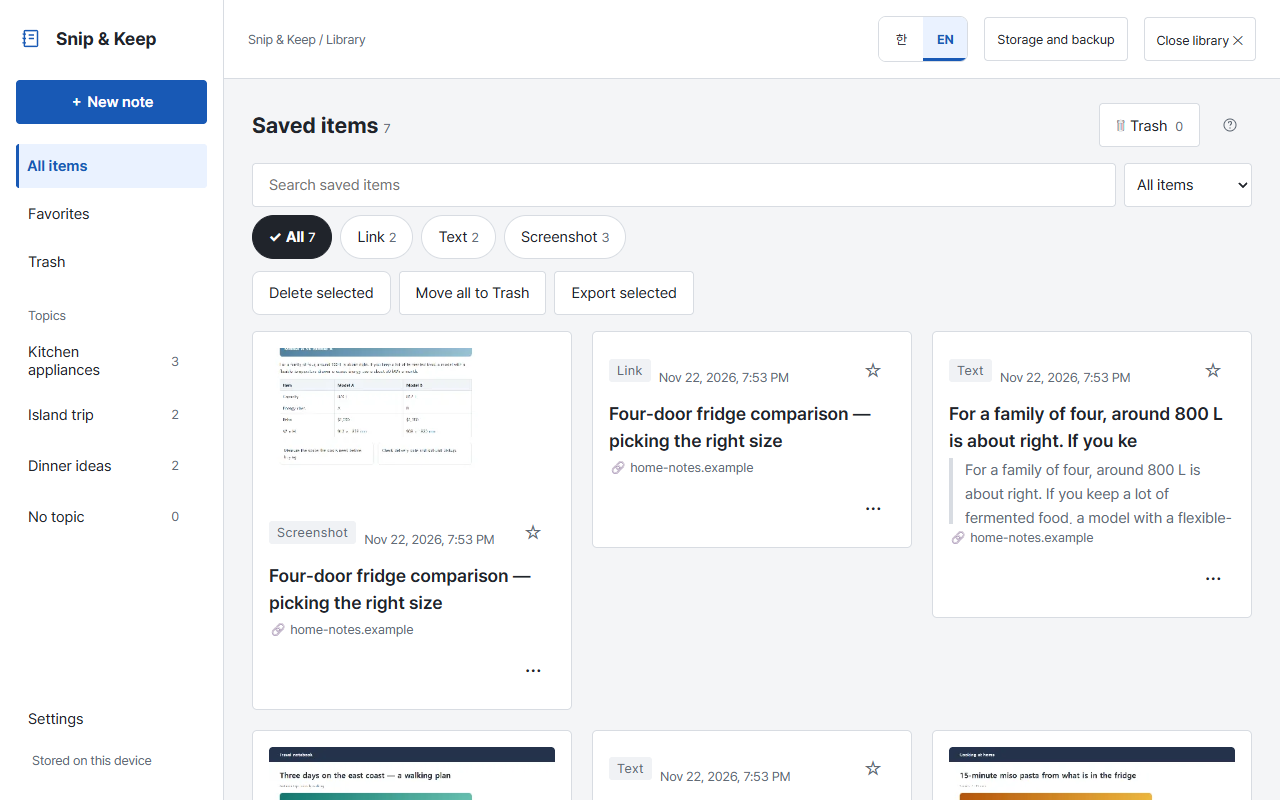 Snip & Keep
+ New note
All items
Favorites
Trash
Topics
Kitchen appliances 3
Island trip 2
Dinner ideas 2
No topic 0
Settings
Stored on this device
Snip & Keep / Library
한
EN
Storage and backup
Close library ✕
Saved items 7
Trash 0
Search saved items
All items
✓ All 7
Link 2
Text 2
Screenshot 3
Delete selected
Move all to Trash
Export selected
Item Model A Model B
Screenshot Nov 22, 2026, 7:53 PM
Four-door fridge comparison —
picking the right size
home-notes.example
...
Link Nov 22, 2026, 7:53 PM
Four-door fridge comparison —
picking the right size
home-notes.example
...
Text Nov 22, 2026, 7:53 PM
For a family of four, around 800 L
is about right. If you ke
For a family of four, around 800 L is
about right. If you keep a lot of
fermented food, a model with a flexible-
home-notes.example
...
Travel notebook
Three days on the east coast — a walking plan
Text Nov 22, 2026, 7:53 PM
Cooking at home
15-minute miso pasta from what is in the fridge